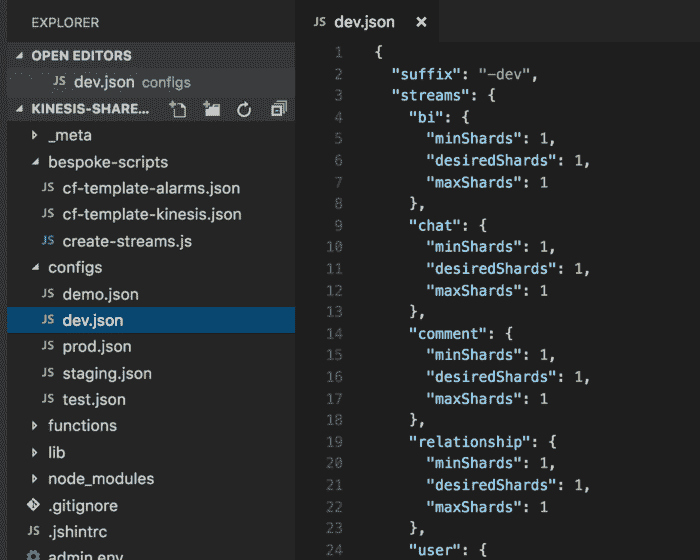 EXPLORER
OPEN EDITORS
JS dev.json configs
KINESIS-SHARE...
_meta
bespoke-scripts
JS cf-template-alarms.json
JS cf-template-kinesis.json
JS create-streams.js
configs
JS demo.json
JS dev.json
JS prod.json
JS staging.json
JS test.json
functions
lib
node_modules
.gitignore
JS .jshintrc
admin.env
JS dev.json ×
1 {
2 "suffix": "-dev",
3 "streams": {
4 "bi": {
5 "minShards": 1,
6 "desiredShards": 1,
7 "maxShards": 1
8 },
9 "chat": {
10 "minShards": 1,
11 "desiredShards": 1,
12 "maxShards": 1
13 },
14 "comment": {
15 "minShards": 1,
16 "desiredShards": 1,
17 "maxShards": 1
18 },
19 "relationship": {
20 "minShards": 1,
21 "desiredShards": 1,
22 "maxShards": 1
23 },
24 "user": {